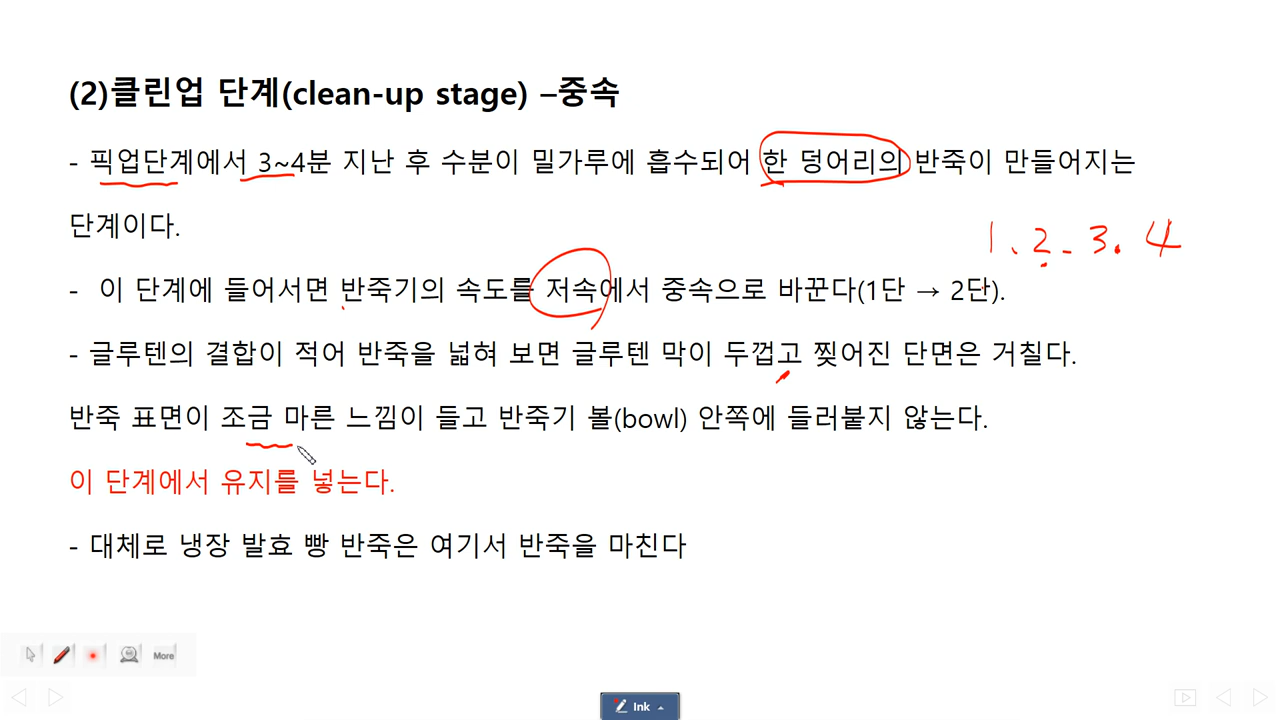 (2)클린업 단계(clean-up stage) –중속
- 픽업단계에서 3~4분 지난 후 수분이 밀가루에 흡수되어 한 덩어리의 반죽이 만들어지는
단계이다.
1. 2. 3. 4
- 이 단계에 들어서면 반죽기의 속도를 저속에서 중속으로 바꾼다(1단 → 2단).
- 글루텐의 결합이 적어 반죽을 넓혀 보면 글루텐 막이 두껍고 찢어진 단면은 거칠다.
반죽 표면이 조금 마른 느낌이 들고 반죽기 볼(bowl) 안쪽에 들러붙지 않는다.
이 단계에서 유지를 넣는다.
- 대체로 냉장 발효 빵 반죽은 여기서 반죽을 마친다
More
Ink